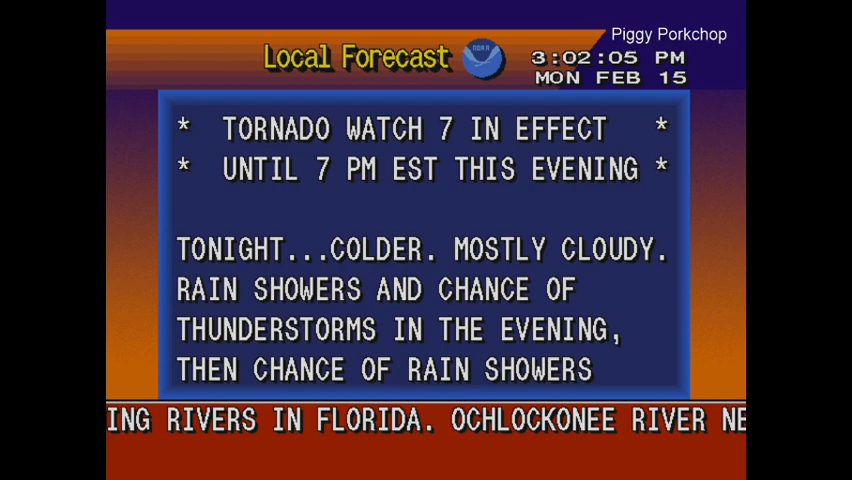 Piggy Porkchop
Local Forecast
NOAA
3:02:05 PM
MON FEB 15
* TORNADO WATCH 7 IN EFFECT *
* UNTIL 7 PM EST THIS EVENING *
TONIGHT...COLDER. MOSTLY CLOUDY.
RAIN SHOWERS AND CHANCE OF
THUNDERSTORMS IN THE EVENING,
THEN CHANCE OF RAIN SHOWERS
ING RIVERS IN FLORIDA. OCHLOCKONEE RIVER NE